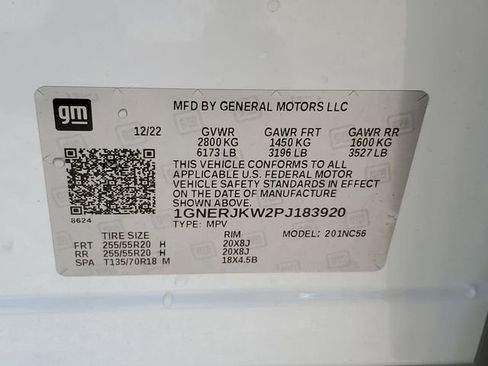 gm
MFD BY GENERAL MOTORS LLC
12/22 GVWR GAWR FRT GAWR RR
2800 KG 1450 KG 1600 KG
6173 LB 3196 LB 3527 LB
THIS VEHICLE CONFORMS TO ALL
APPLICABLE U.S. FEDERAL MOTOR
VEHICLE SAFETY STANDARDS IN EFFECT
ON THE DATE OF MANUFACTURE
SHOWN ABOVE.
8624
1GNERJKW2PJ183920
TYPE: MPV MODEL: 201NC56
TIRE SIZE RIM
FRT 255/55R20 H 20X8J
RR 255/55R20 H 20X8J
SPA T135/70R18 M 18X4.5B